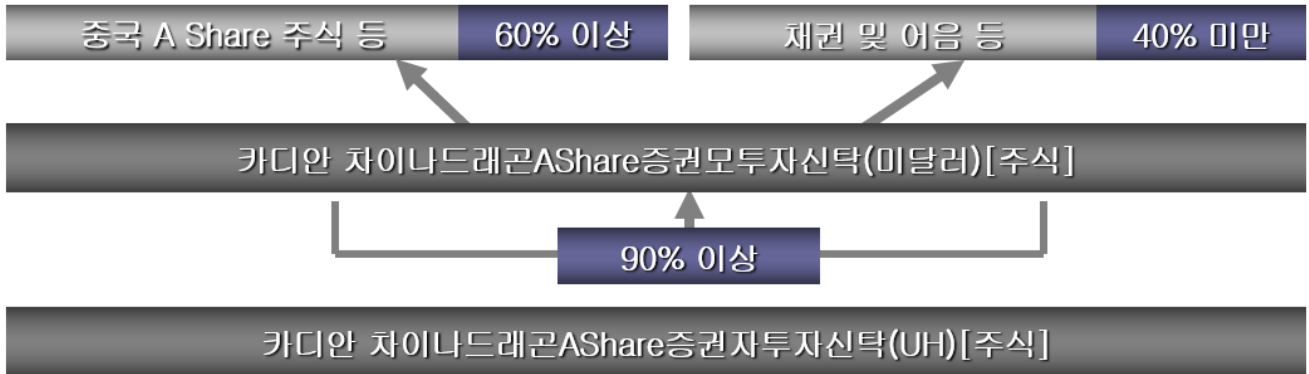 중국 A Share 주식 등 60% 이상 채권 및 어음 등 40% 미만
카디안 차이나드래곤AShare증권모투자신탁(미달러)[주식]
90% 이상
카디안 차이나드래곤AShare증권자투자신탁(UH)[주식]